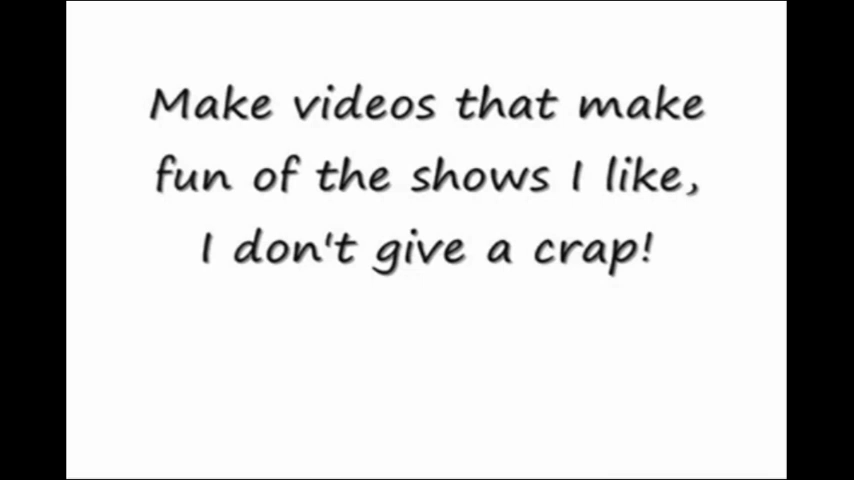 Make videos that make
fun of the shows I like,
I don't give a crap!